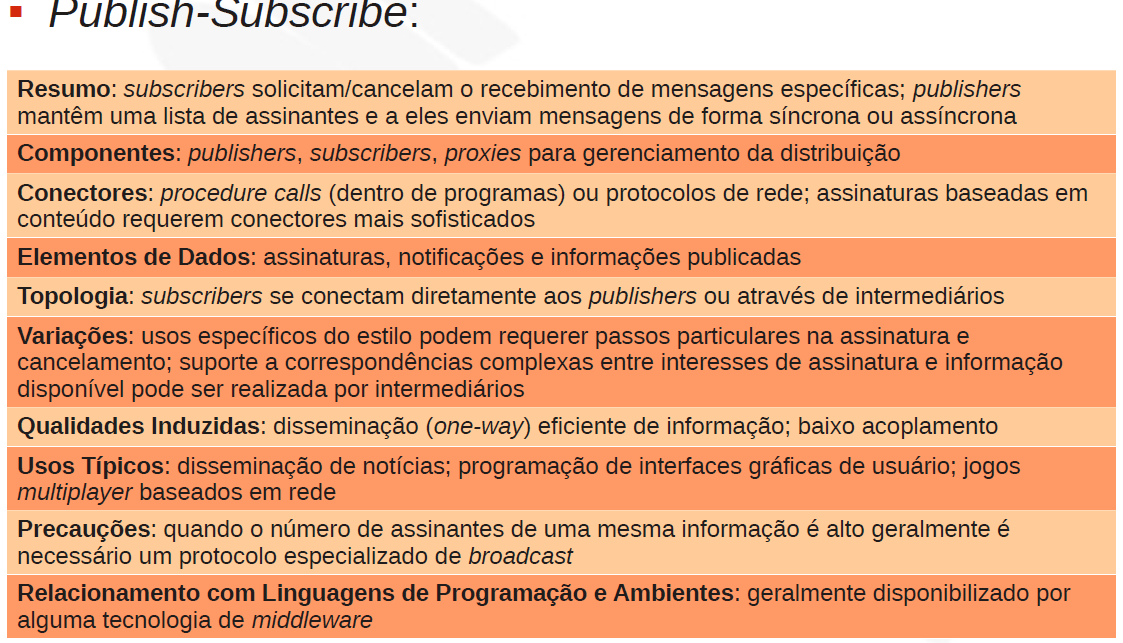 ▪ Publish-Subscribe:
Resumo: subscribers solicitam/cancelam o recebimento de mensagens específicas; publishers
mantêm uma lista de assinantes e a eles enviam mensagens de forma síncrona ou assíncrona
Componentes: publishers, subscribers, proxies para gerenciamento da distribuição
Conectores: procedure calls (dentro de programas) ou protocolos de rede; assinaturas baseadas em
conteúdo requerem conectores mais sofisticados
Elementos de Dados: assinaturas, notificações e informações publicadas
Topologia: subscribers se conectam diretamente aos publishers ou através de intermediários
Variações: usos específicos do estilo podem requerer passos particulares na assinatura e
cancelamento; suporte a correspondências complexas entre interesses de assinatura e informação
disponível pode ser realizada por intermediários
Qualidades Induzidas: disseminação (one-way) eficiente de informação; baixo acoplamento
Usos Típicos: disseminação de notícias; programação de interfaces gráficas de usuário; jogos
multiplayer baseados em rede
Precauções: quando o número de assinantes de uma mesma informação é alto geralmente é
necessário um protocolo especializado de broadcast
Relacionamento com Linguagens de Programação e Ambientes: geralmente disponibilizado por
alguma tecnologia de middleware